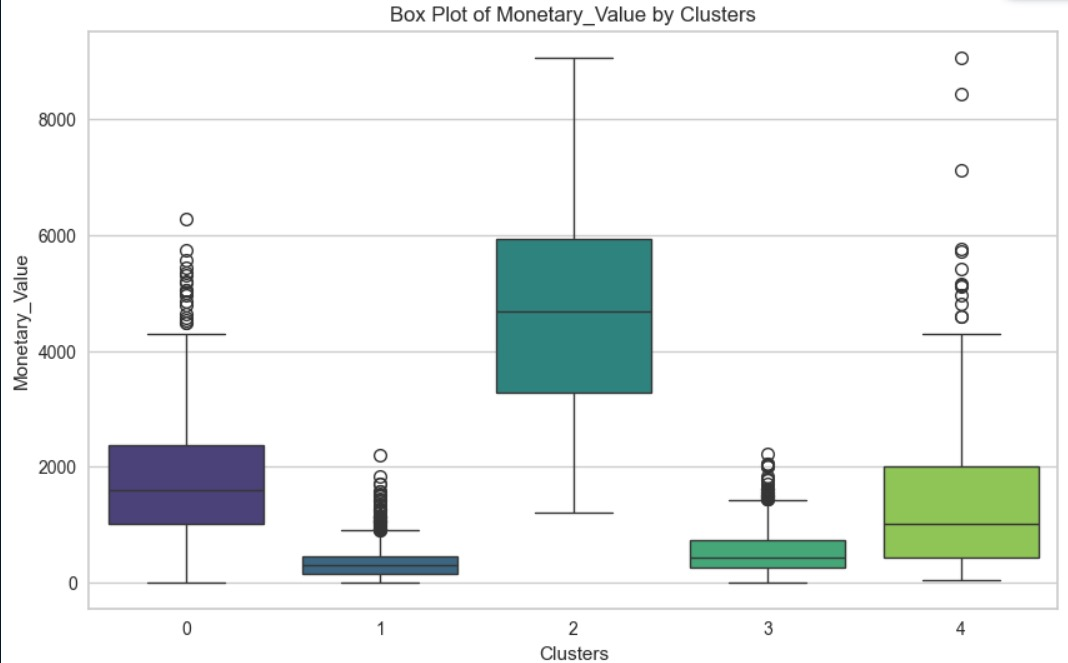 Box Plot of Monetary_Value by Clusters
Monetary_Value
8000
6000
4000
2000
0
0 1 2 3 4
Clusters